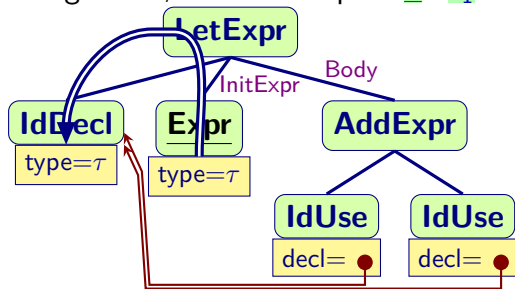 LetExpr
InitExpr
Body
IdDecl
Expr
AddExpr
type=τ
type=τ
IdUse
IdUse
decl=
decl=